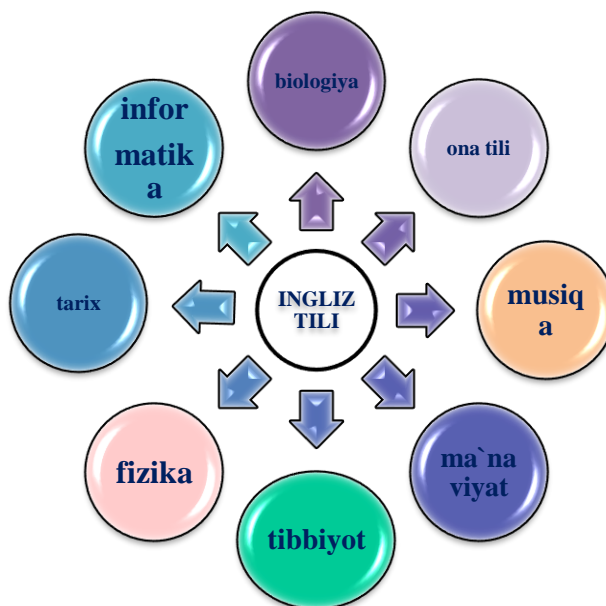 biologiya
infor
matik
a
ona tili
tarix
INGLIZ
TILI
musiq
a
fizika
ma`na
viyat
tibbiyot